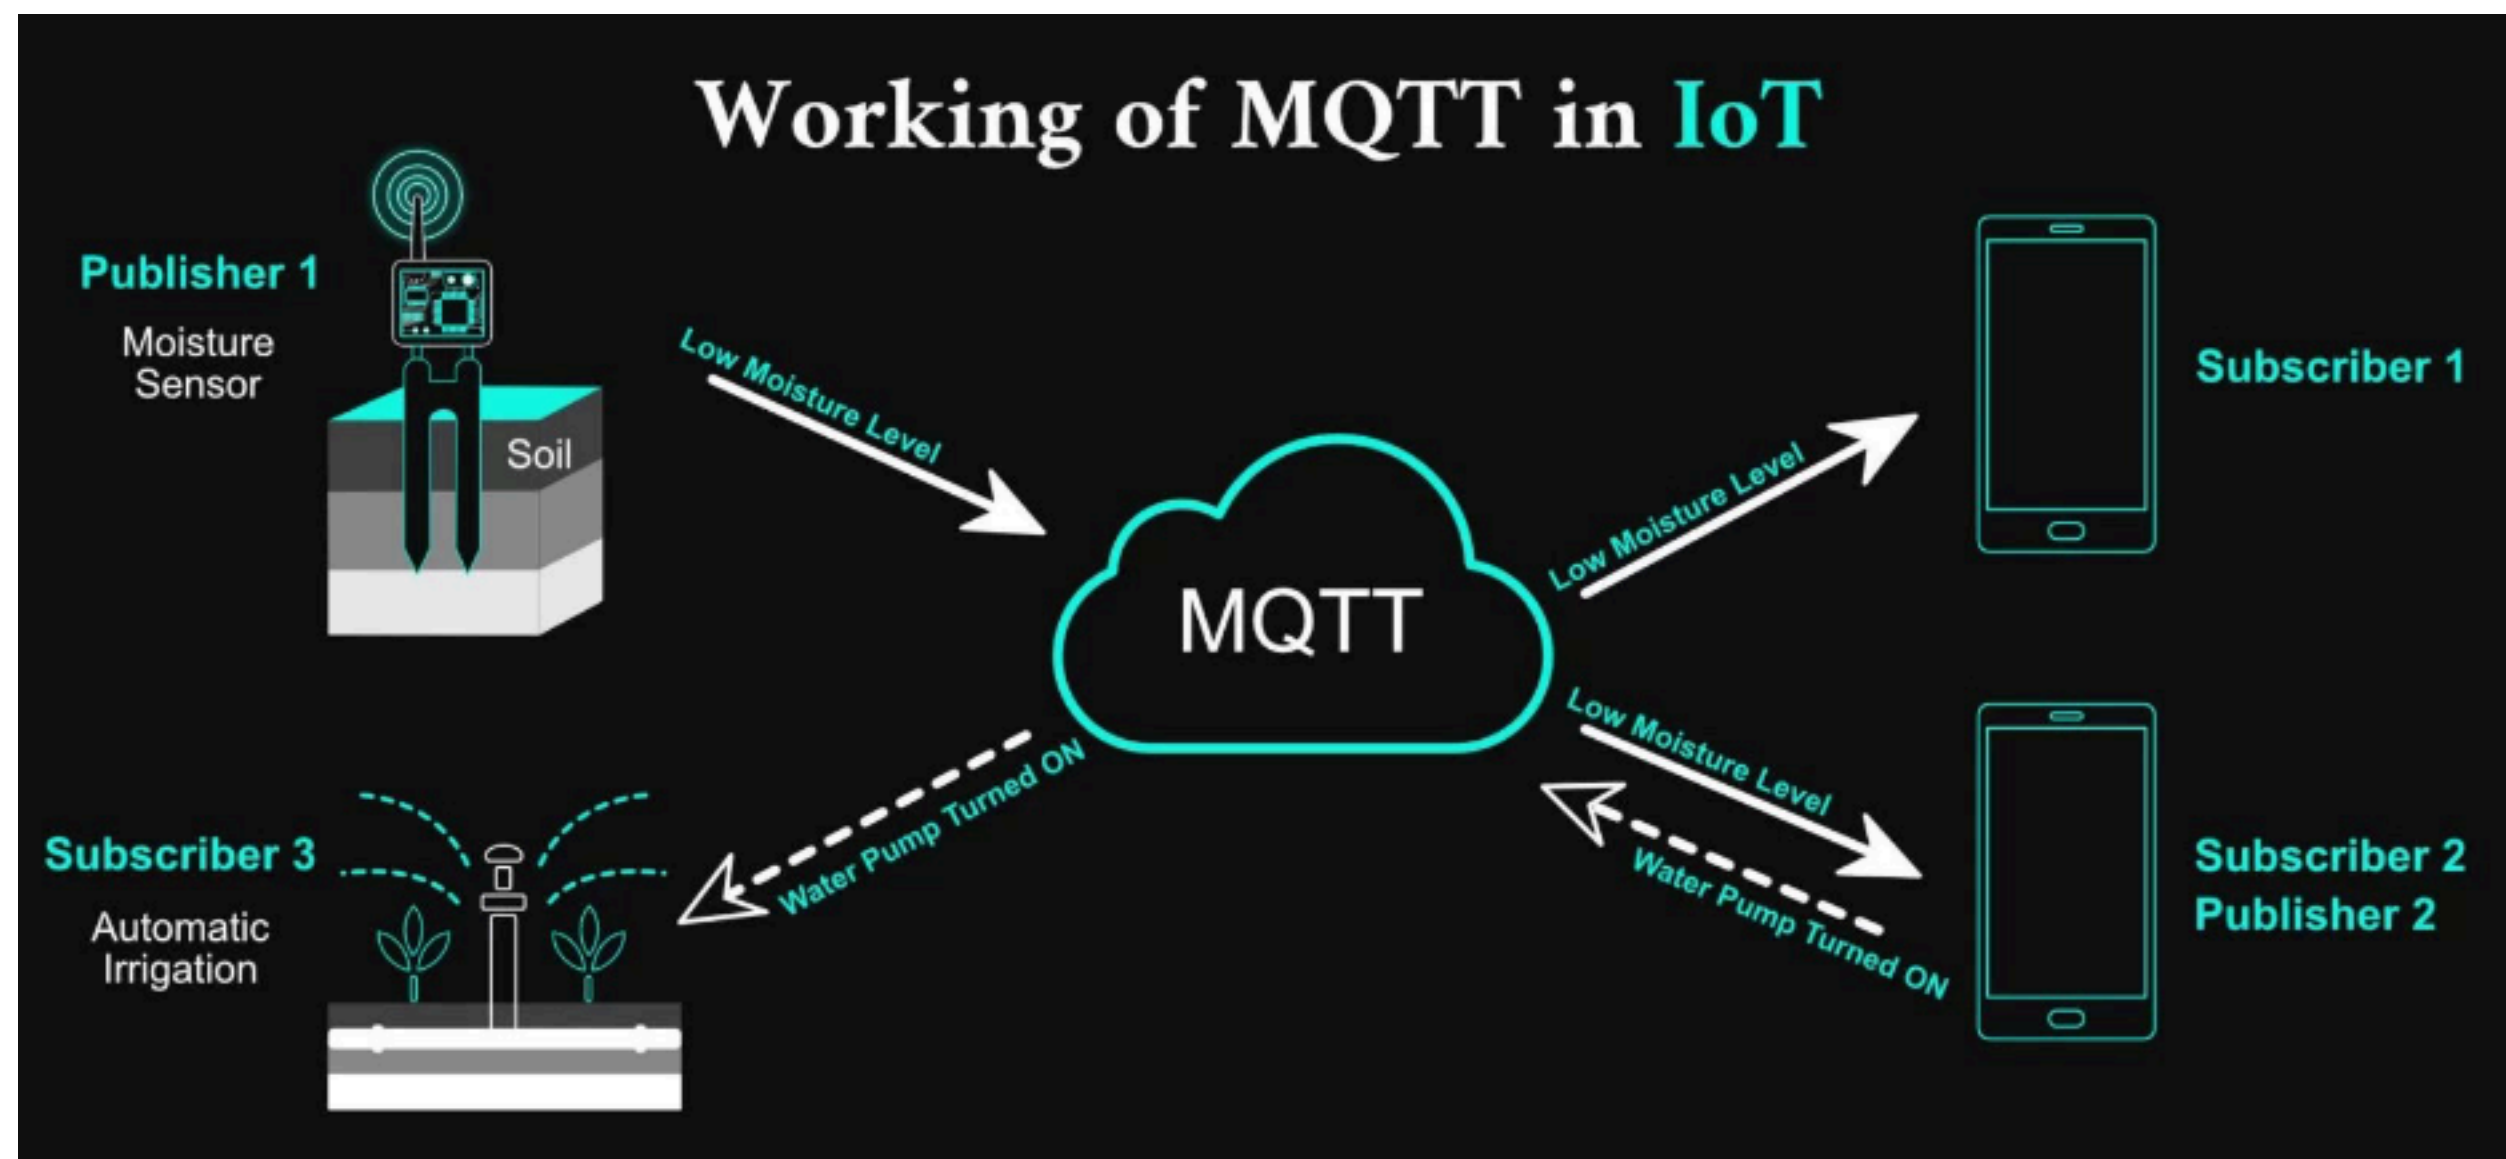 Working of MQTT in IoT
Publisher 1
Moisture
Sensor
Soil
Low Moisture Level
MQTT
Low Moisture Level
Subscriber 1
Low Moisture Level
Water Pump Turned ON
Subscriber 2
Publisher 2
Water Pump Turned ON
Subscriber 3
Automatic
Irrigation